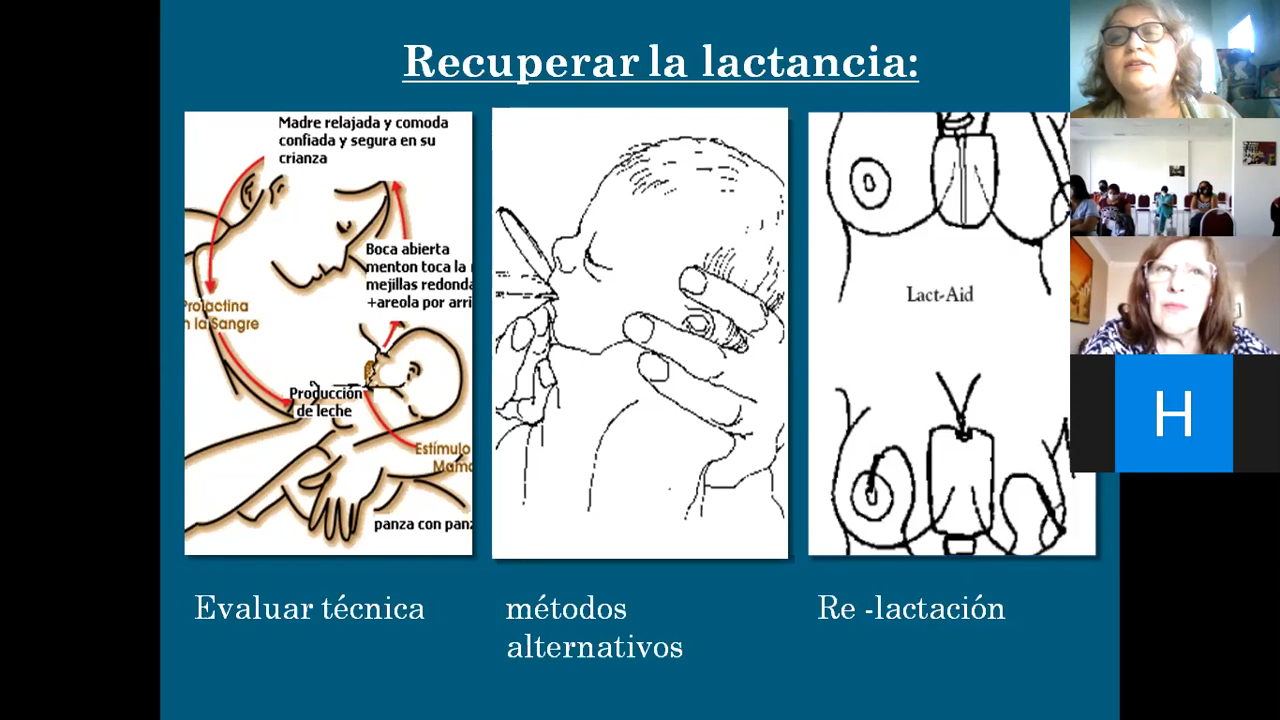 Recuperar la lactancia:
Madre relajada y comoda
confiada y segura en su
crianza
Boca abierta
menton toca la
mejillas redonda
+areola por arri
Prolactina
n la Sangre
Producción
de leche
Estímulo
Mama
panza con panz
Lact-Aid
H
Evaluar técnica
métodos
alternativos
Re -lactación